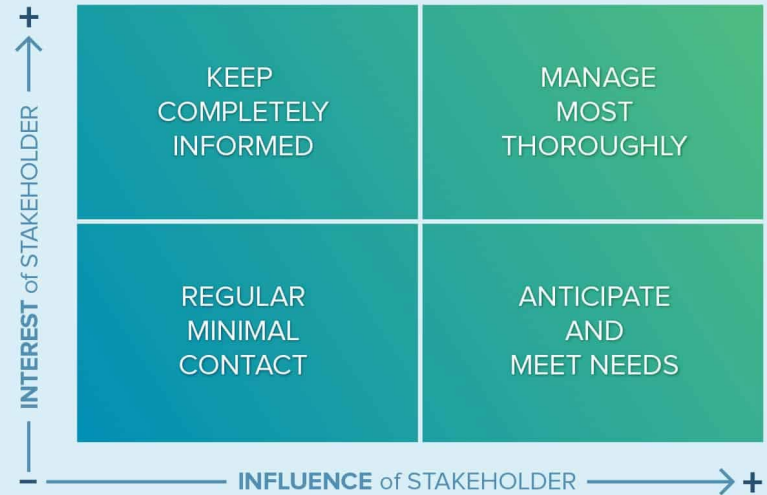 +
INTEREST of STAKEHOLDER
KEEP
COMPLETELY
INFORMED
MANAGE
MOST
THOROUGHLY
REGULAR
MINIMAL
CONTACT
ANTICIPATE
AND
MEET NEEDS
−
INFLUENCE of STAKEHOLDER
+